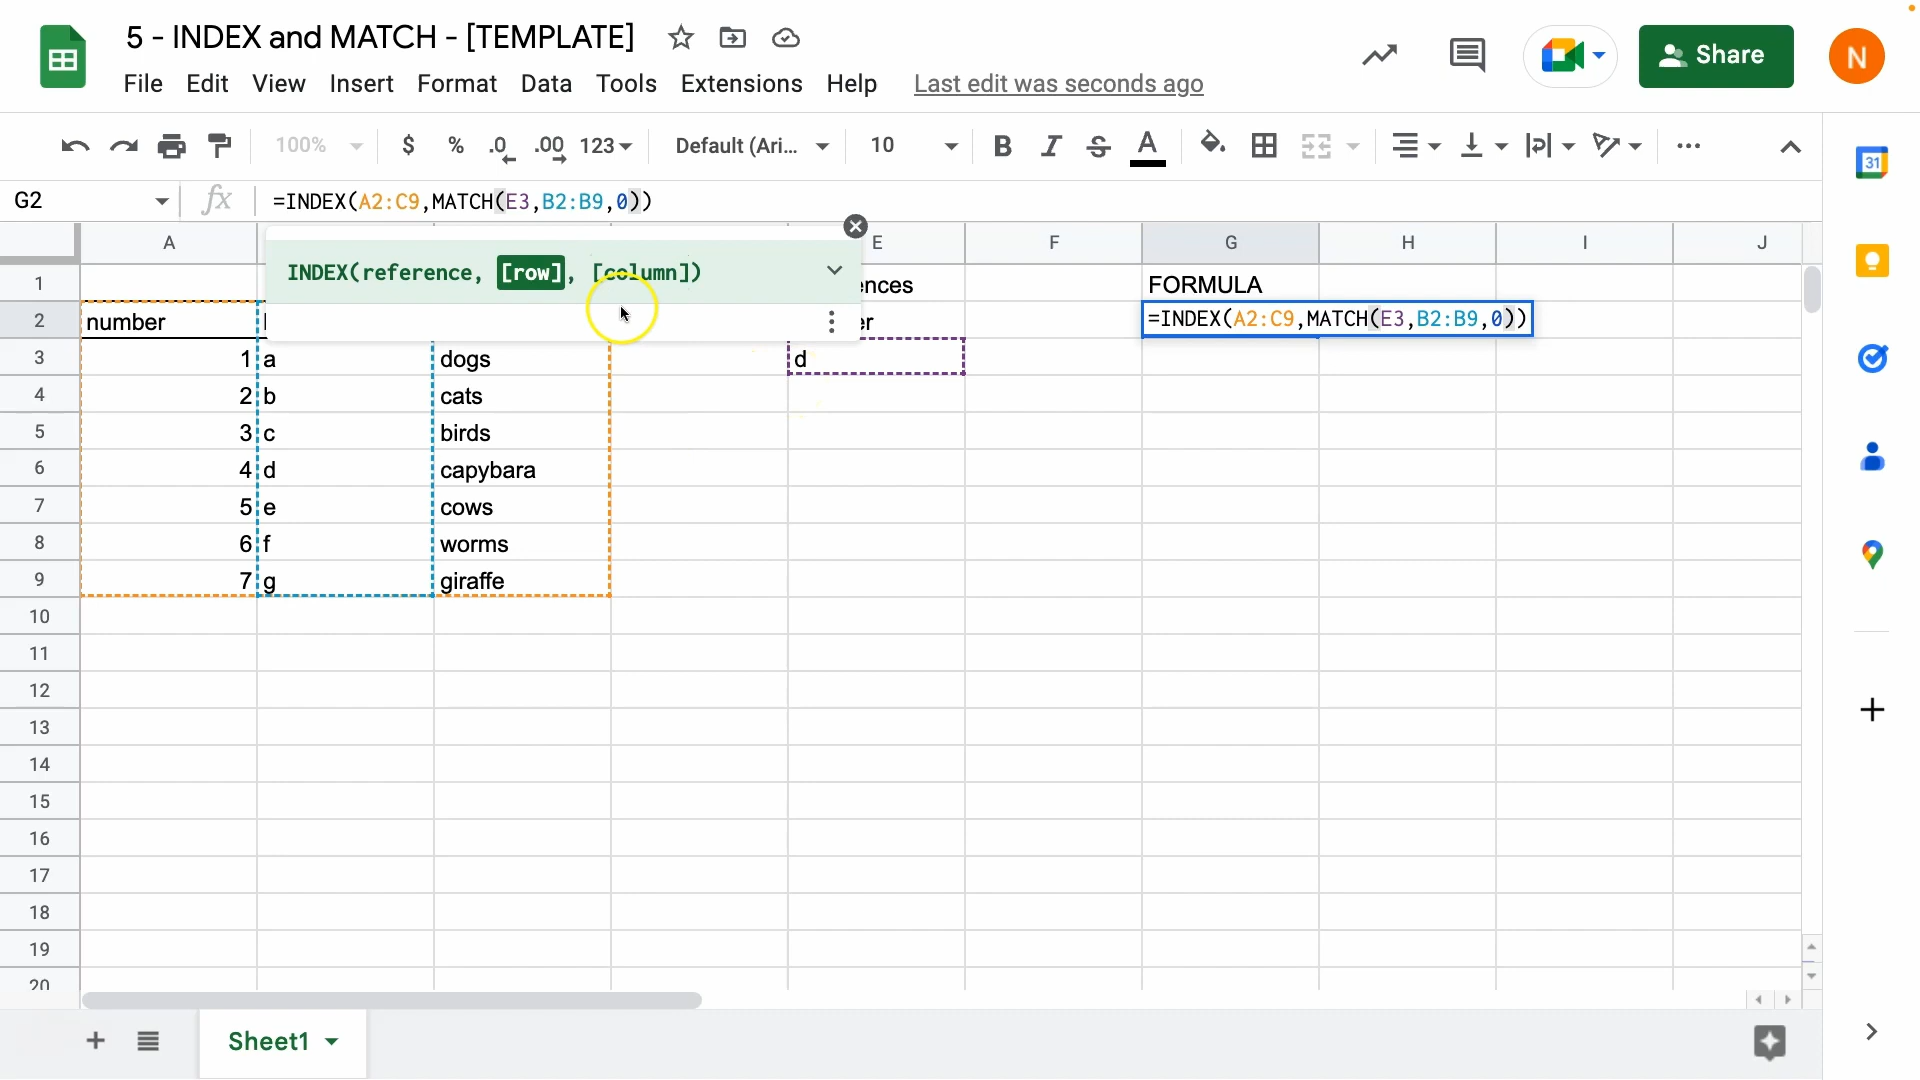 5 - INDEX and MATCH - [TEMPLATE]
File Edit View Insert Format Data Tools Extensions Help Last edit was seconds ago
Share
N
100% $ % .0 .00 123 Default (Ari... 10 B I S A
31
G2 fx =INDEX(A2:C9,MATCH(E3,B2:B9,0))
A E F G H I J
INDEX(reference, [row], [column])
1 ences FORMULA
2 number er =INDEX(A2:C9,MATCH(E3,B2:B9,0))
3 1 a dogs d
4 2 b cats
5 3 c birds
6 4 d capybara
7 5 e cows
8 6 f worms
9 7 g giraffe
10
11
12
13
14
15
16
17
18
19
20
Sheet1